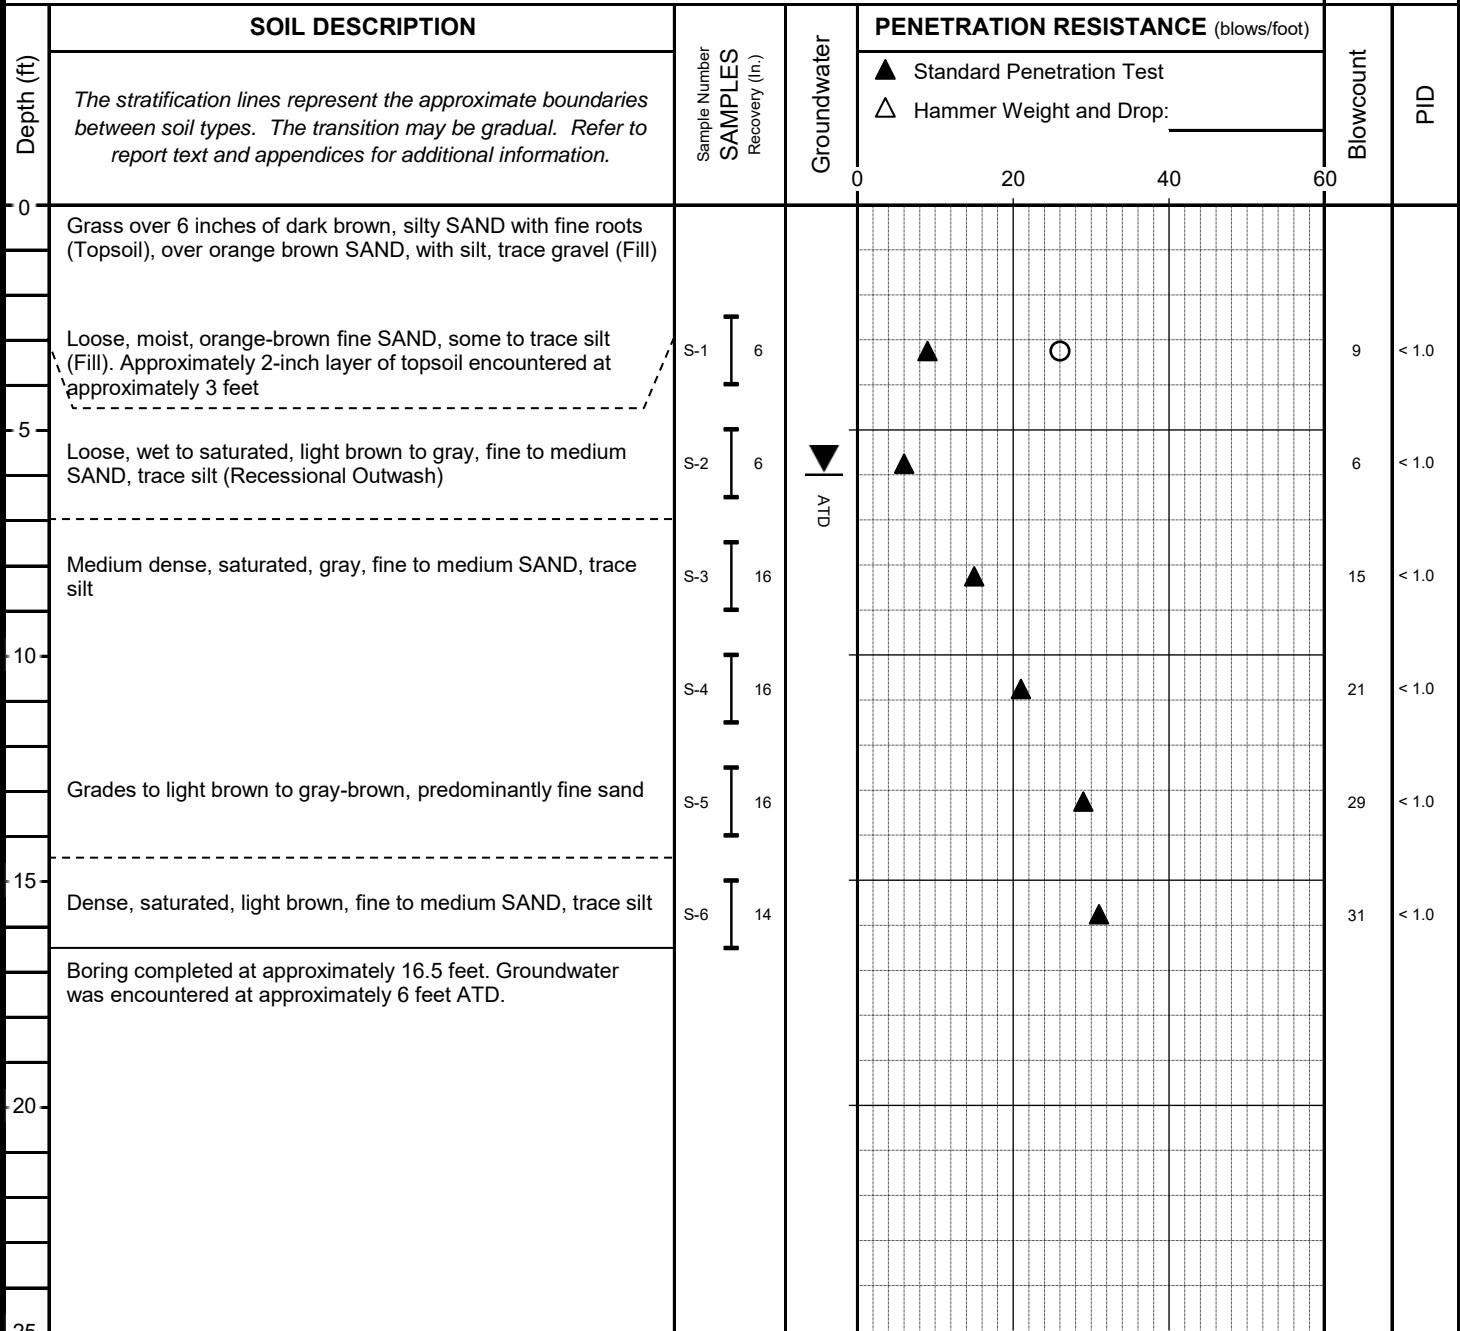 Depth (ft)
SOIL DESCRIPTION
The stratification lines represent the approximate boundaries
between soil types. The transition may be gradual. Refer to
report text and appendices for additional information.
Sample Number
SAMPLES
Recovery (In.)
Groundwater
PENETRATION RESISTANCE (blows/foot)
▲ Standard Penetration Test
△ Hammer Weight and Drop:
0 20 40 60
Blowcount
PID
0
Grass over 6 inches of dark brown, silty SAND with fine roots
(Topsoil), over orange brown SAND, with silt, trace gravel (Fill)
Loose, moist, orange-brown fine SAND, some to trace silt
(Fill). Approximately 2-inch layer of topsoil encountered at
approximately 3 feet
S-1 6 9 < 1.0
5
Loose, wet to saturated, light brown to gray, fine to medium
SAND, trace silt (Recessional Outwash)
S-2 6 6 < 1.0
ATD
Medium dense, saturated, gray, fine to medium SAND, trace
silt
S-3 16 15 < 1.0
10
S-4 16 21 < 1.0
Grades to light brown to gray-brown, predominantly fine sand
S-5 16 29 < 1.0
15
Dense, saturated, light brown, fine to medium SAND, trace silt
S-6 14 31 < 1.0
Boring completed at approximately 16.5 feet. Groundwater
was encountered at approximately 6 feet ATD.
20
25